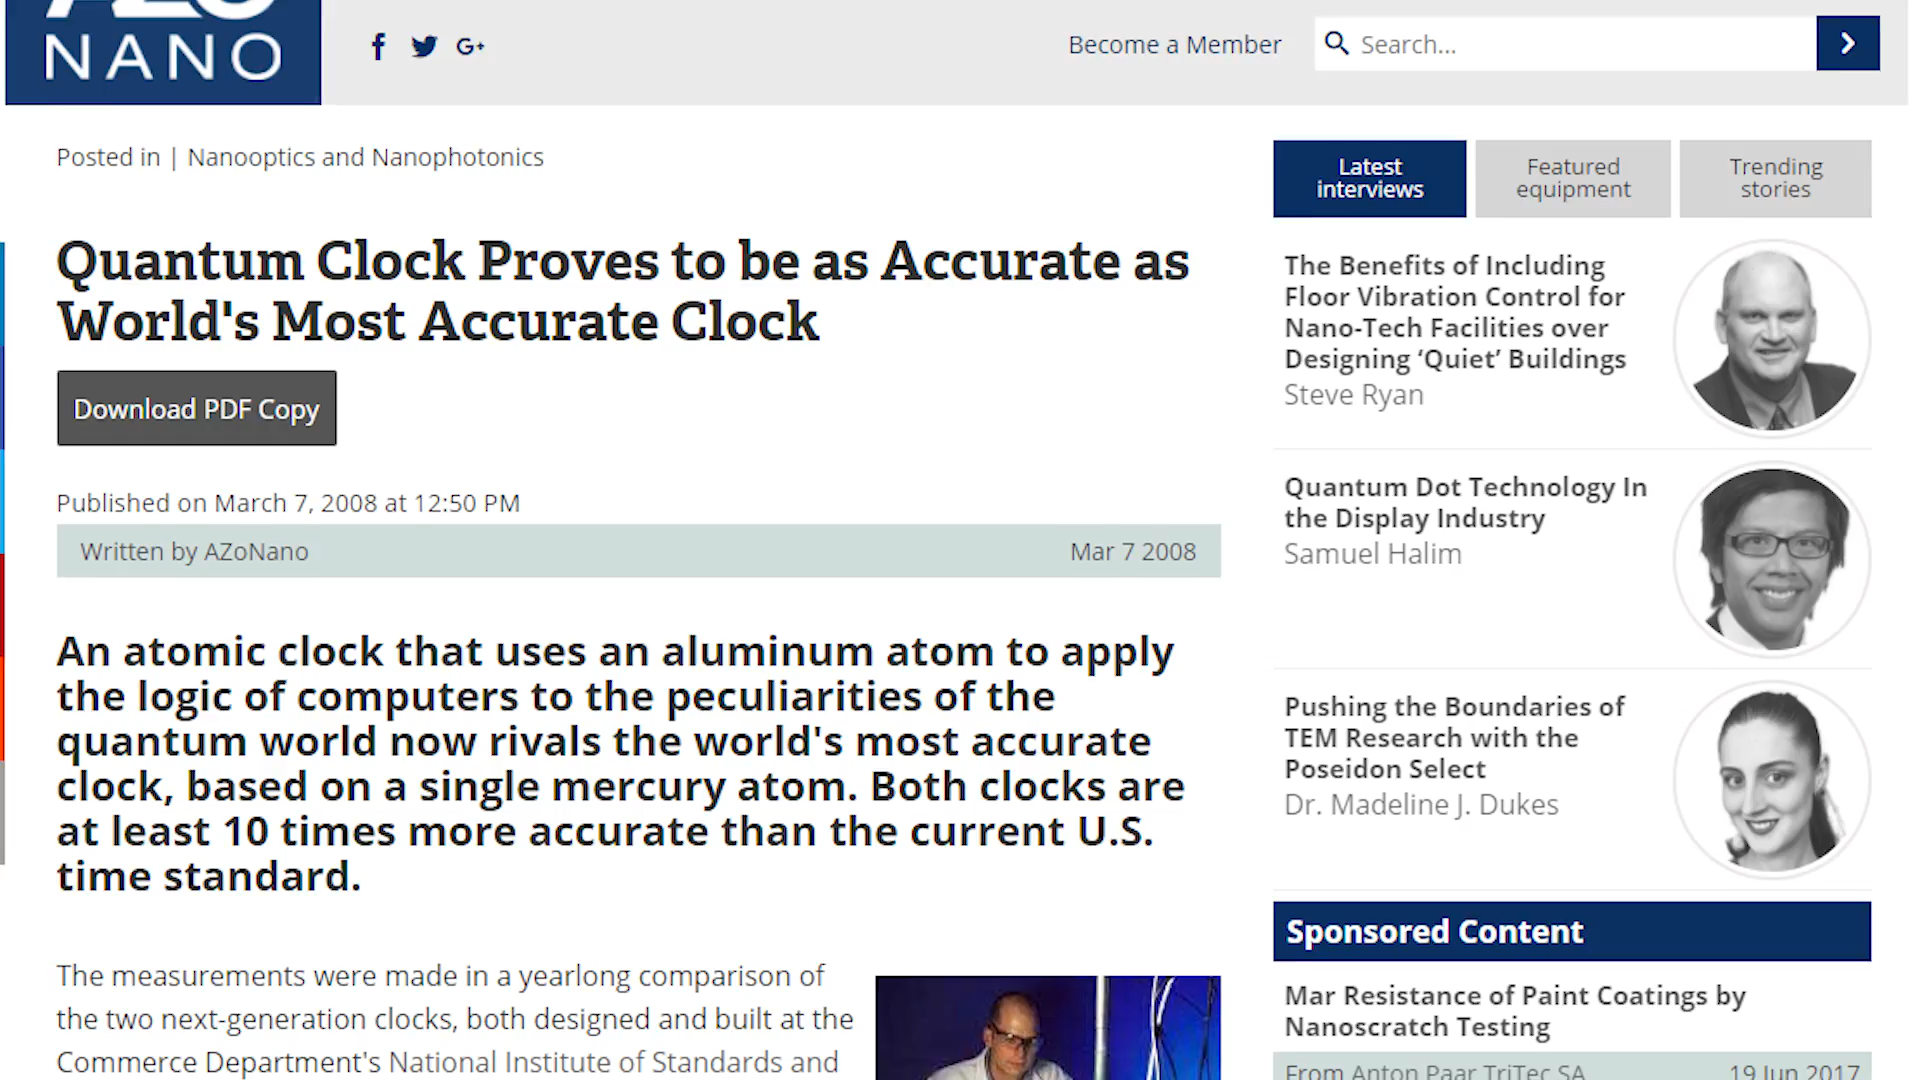 NANO
Become a Member
Search...
Posted in | Nanooptics and Nanophotonics
Quantum Clock Proves to be as Accurate as
World's Most Accurate Clock
Download PDF Copy
Published on March 7, 2008 at 12:50 PM
Written by AZoNano
Mar 7 2008
An atomic clock that uses an aluminum atom to apply
the logic of computers to the peculiarities of the
quantum world now rivals the world's most accurate
clock, based on a single mercury atom. Both clocks are
at least 10 times more accurate than the current U.S.
time standard.
The measurements were made in a yearlong comparison of
the two next-generation clocks, both designed and built at the
Commerce Department's National Institute of Standards and
Latest
interviews
Featured
equipment
Trending
stories
The Benefits of Including
Floor Vibration Control for
Nano-Tech Facilities over
Designing ‘Quiet’ Buildings
Steve Ryan
Quantum Dot Technology In
the Display Industry
Samuel Halim
Pushing the Boundaries of
TEM Research with the
Poseidon Select
Dr. Madeline J. Dukes
Sponsored Content
Mar Resistance of Paint Coatings by
Nanoscratch Testing
From Anton Paar TriTec SA
19 Jun 2017